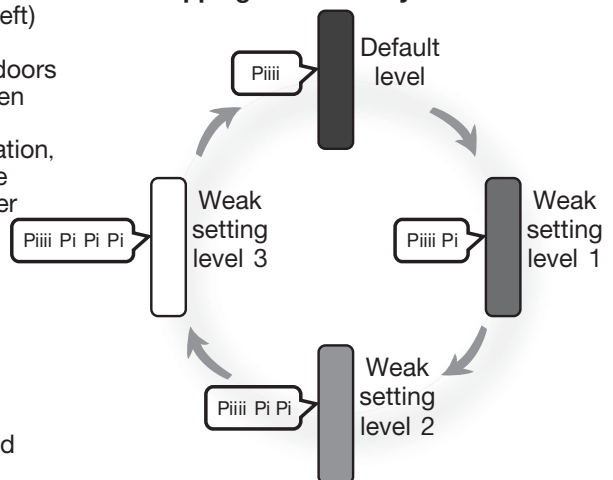 eft)
doors
en
ation,
e
er
d
Piiii
Default
level
Piiii Pi
Weak
setting
level 1
Piiii Pi Pi
Weak
setting
level 2
Piiii Pi Pi Pi
Weak
setting
level 3